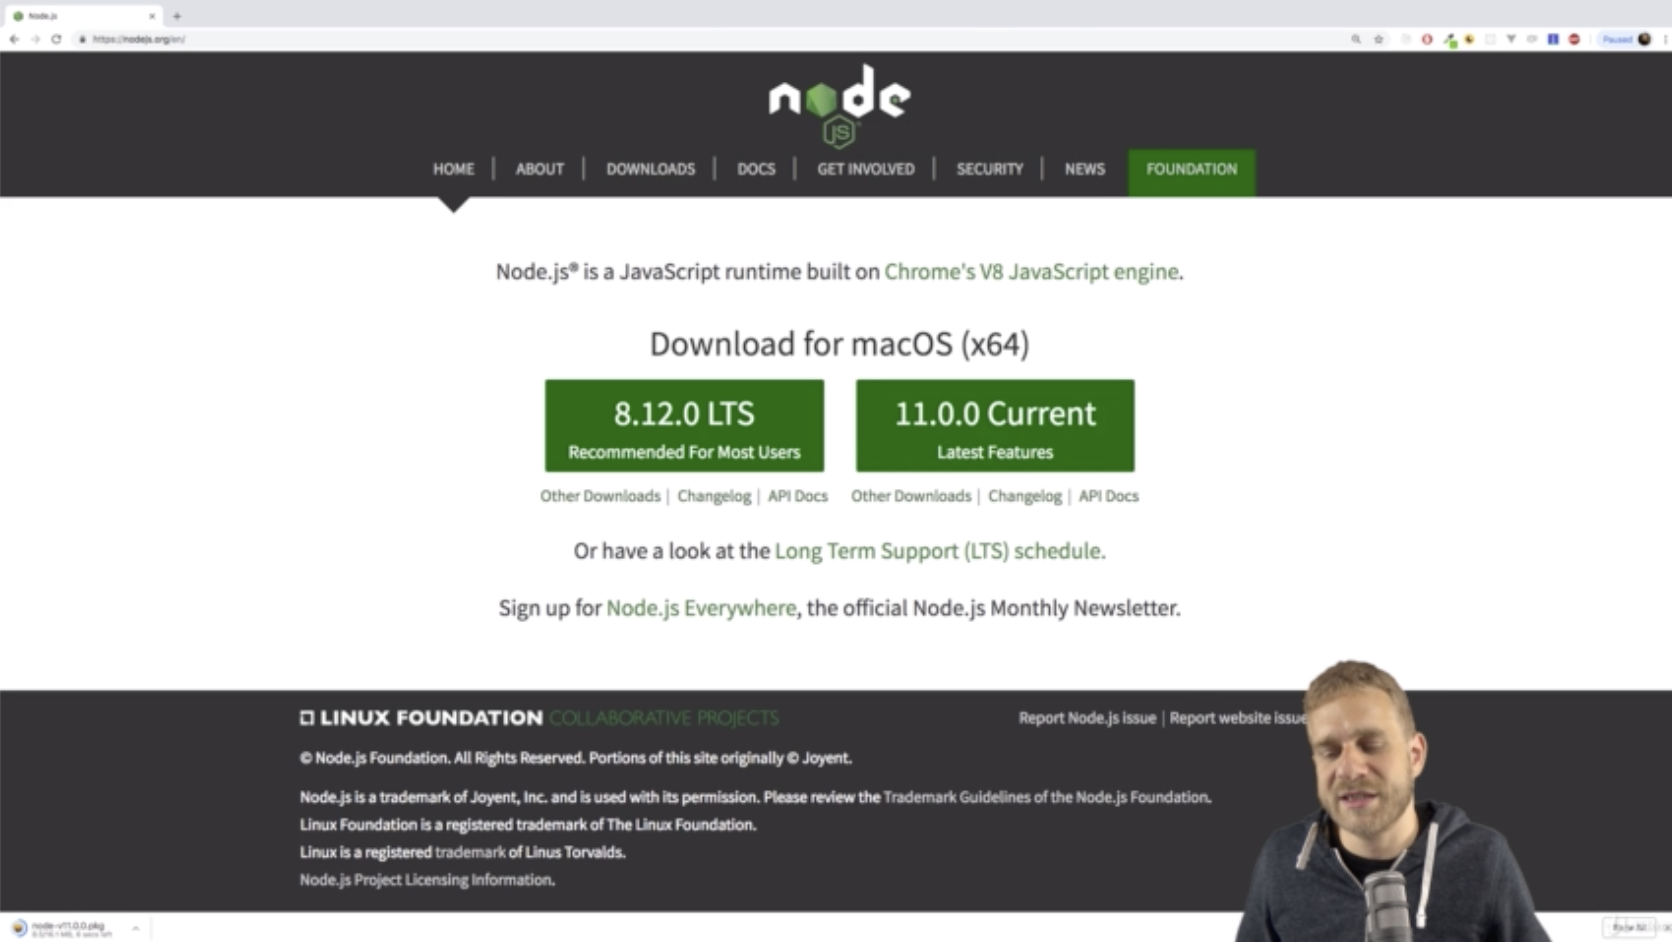 Node.js
https://nodejs.org/en/
Paused
node
JS
HOME | ABOUT | DOWNLOADS | DOCS | GET INVOLVED | SECURITY | NEWS FOUNDATION
Node.js® is a JavaScript runtime built on Chrome's V8 JavaScript engine.
Download for macOS (x64)
8.12.0 LTS
Recommended For Most Users
11.0.0 Current
Latest Features
Other Downloads | Changelog | API Docs
Other Downloads | Changelog | API Docs
Or have a look at the Long Term Support (LTS) schedule.
Sign up for Node.js Everywhere, the official Node.js Monthly Newsletter.
LINUX FOUNDATION COLLABORATIVE PROJECTS
Report Node.js issue | Report website issue
© Node.js Foundation. All Rights Reserved. Portions of this site originally © Joyent.
Node.js is a trademark of Joyent, Inc. and is used with its permission. Please review the Trademark Guidelines of the Node.js Foundation.
Linux Foundation is a registered trademark of The Linux Foundation.
Linux is a registered trademark of Linus Torvalds.
Node.js Project Licensing Information.
node-v11.0.0.pkg